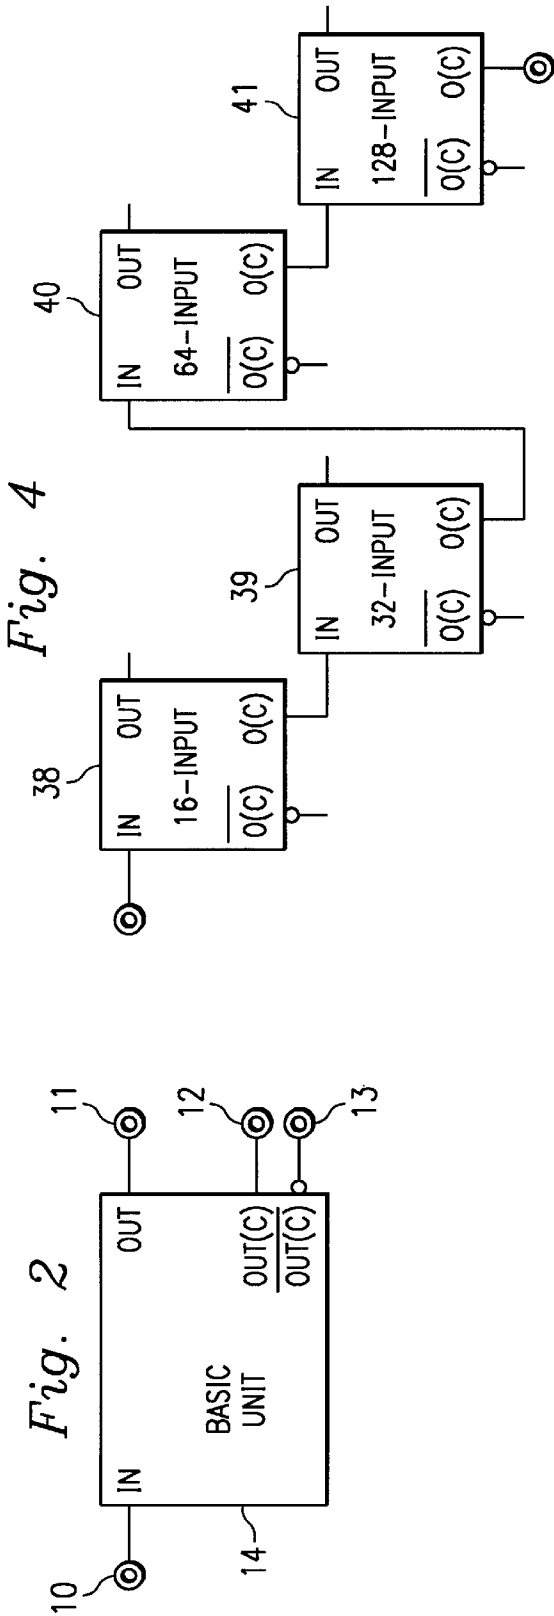 Fig. 2
10
IN
OUT
11
BASIC
UNIT
OUT(C)
12
OUT(C)
13
14
Fig. 4
38
IN
OUT
16-INPUT
O(C)
O(C)
39
IN
OUT
32-INPUT
O(C)
O(C)
40
IN
OUT
64-INPUT
O(C)
O(C)
41
IN
OUT
128-INPUT
O(C)
O(C)